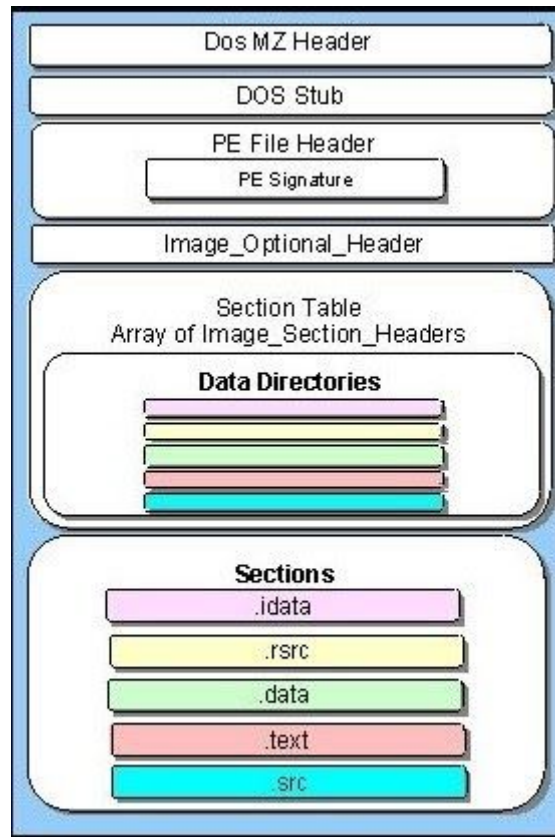 Dos MZ Header
DOS Stub
PE File Header
PE Signature
Image_Optional_Header
Section Table
Array of Image_Section_Headers
Data Directories
Sections
.idata
.rsrc
.data
.text
.src